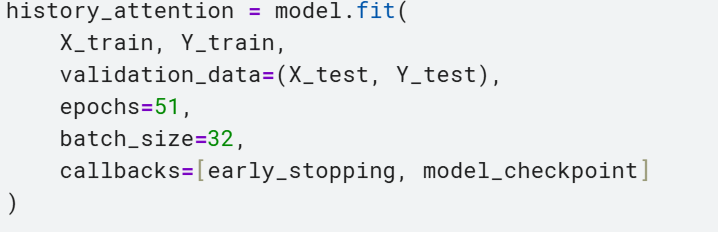 history_attention = model.fit(
    X_train, Y_train,
    validation_data=(X_test, Y_test),
    epochs=51,
    batch_size=32,
    callbacks=[early_stopping, model_checkpoint]
)